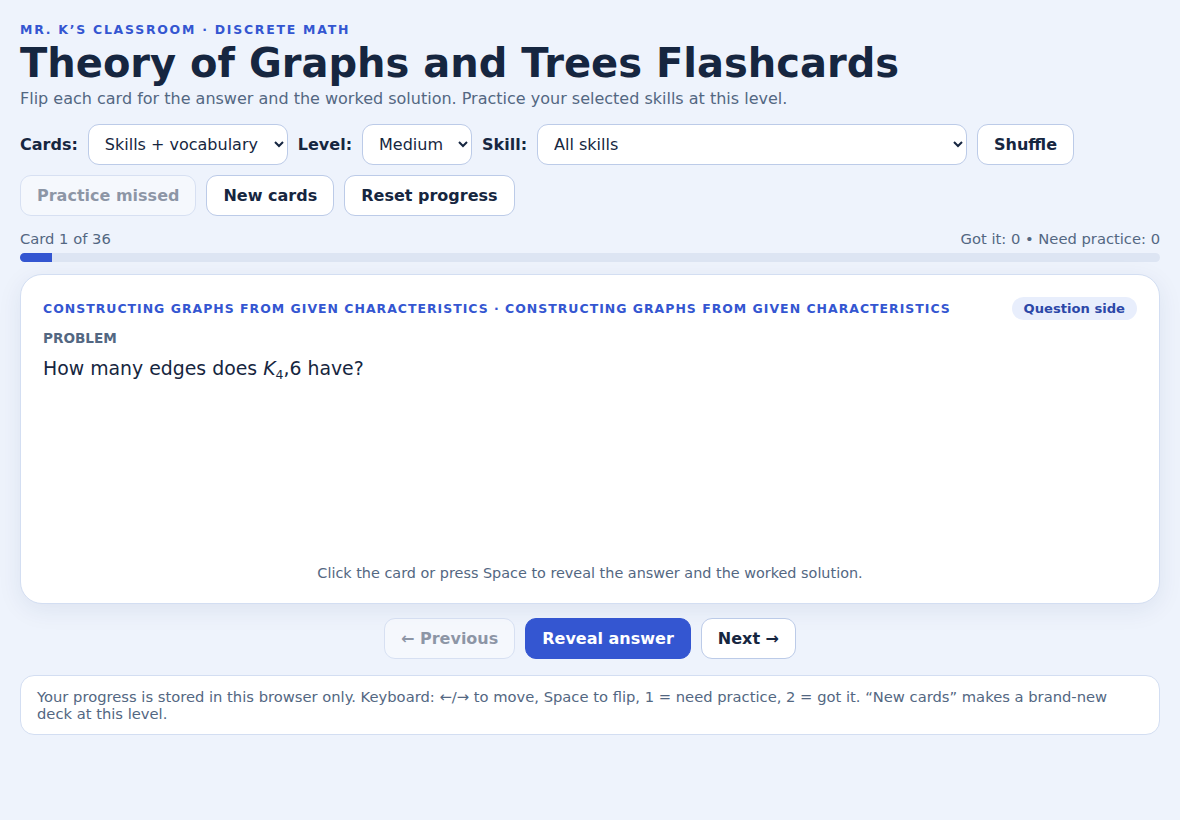 MR. K’S CLASSROOM · DISCRETE MATH
Theory of Graphs and Trees Flashcards
Flip each card for the answer and the worked solution. Practice your selected skills at this level.
Cards: Skills + vocabulary Level: Medium Skill: All skills Shuffle
Practice missed New cards Reset progress
Card 1 of 36 Got it: 0 • Need practice: 0
CONSTRUCTING GRAPHS FROM GIVEN CHARACTERISTICS · CONSTRUCTING GRAPHS FROM GIVEN CHARACTERISTICS Question side
PROBLEM
How many edges does K₄,6 have?
Click the card or press Space to reveal the answer and the worked solution.
← Previous Reveal answer Next →
Your progress is stored in this browser only. Keyboard: ←/→ to move, Space to flip, 1 = need practice, 2 = got it. “New cards” makes a brand-new
deck at this level.